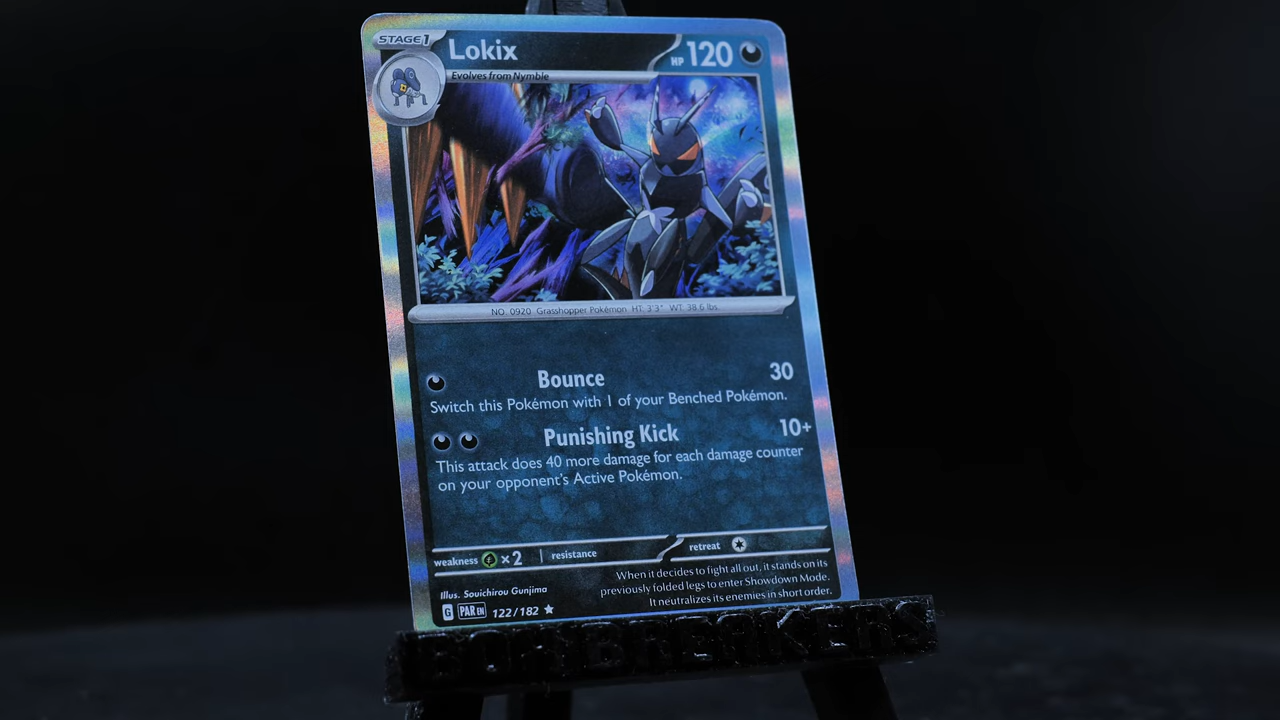 STAGE 1
Lokix
HP 120
Evolves from Nymble
NO. 0920 Grasshopper Pokémon HT: 3'3" WT: 38.6 lbs.
Bounce 30
Switch this Pokémon with 1 of your Benched Pokémon.
Punishing Kick 10+
This attack does 40 more damage for each damage counter
on your opponent's Active Pokémon.
weakness ×2 resistance retreat
Illus. Souichirou Gunjima
When it decides to fight all out, it stands on its
previously folded legs to enter Showdown Mode.
It neutralizes its enemies in short order.
G PAR EN 122/182 ★
BOXBREAKERS